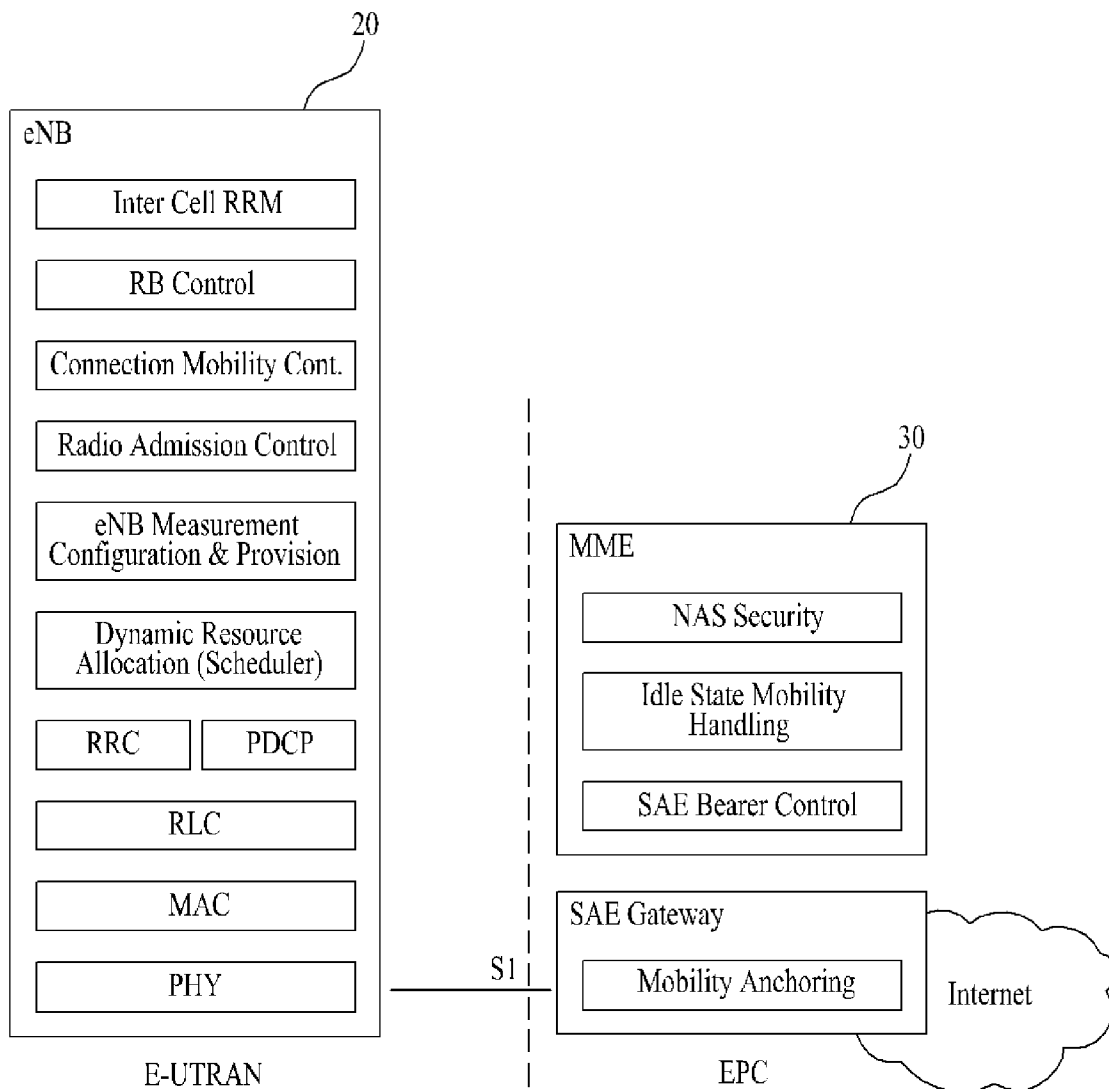 20
eNB
Inter Cell RRM
RB Control
Connection Mobility Cont.
Radio Admission Control
eNB Measurement
Configuration & Provision
Dynamic Resource
Allocation (Scheduler)
RRC
PDCP
RLC
MAC
PHY
E-UTRAN
S1
30
MME
NAS Security
Idle State Mobility
Handling
SAE Bearer Control
SAE Gateway
Mobility Anchoring
Internet
EPC